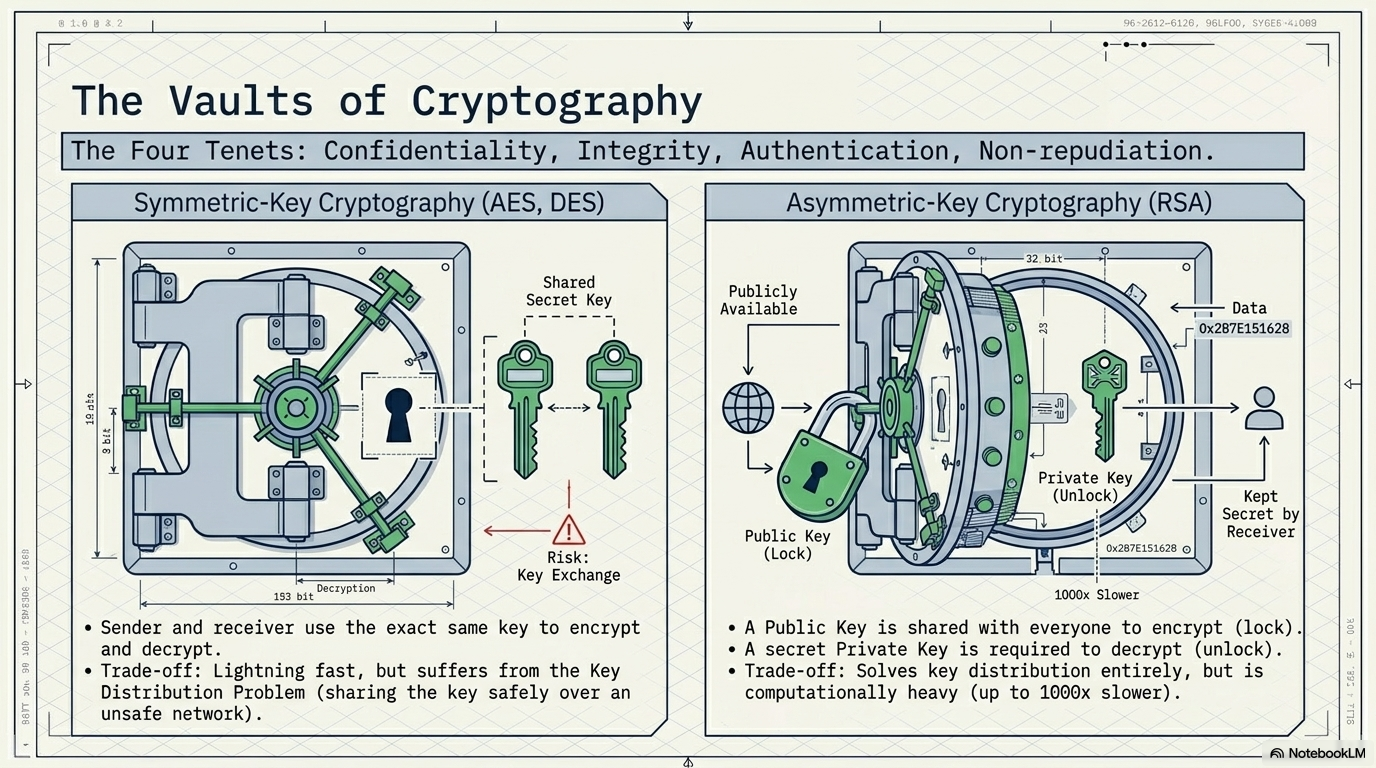 The Vaults of Cryptography
The Four Tenets: Confidentiality, Integrity, Authentication, Non-repudiation.
Symmetric-Key Cryptography (AES, DES)
Shared
Secret Key
3 bit
Risk:
Key Exchange
Decryption
153 bit
• Sender and receiver use the exact same key to encrypt
and decrypt.
• Trade-off: Lightning fast, but suffers from the Key
Distribution Problem (sharing the key safely over an
unsafe network).
Asymmetric-Key Cryptography (RSA)
32 bit
Publicly
Available
Data
0x287E151628
23
Private Key
(Unlock)
Kept
Secret by
Receiver
Public Key
(Lock)
0x287E151628
1000x Slower
• A Public Key is shared with everyone to encrypt (lock).
• A secret Private Key is required to decrypt (unlock).
• Trade-off: Solves key distribution entirely, but is
computationally heavy (up to 1000x slower).
NotebookLM